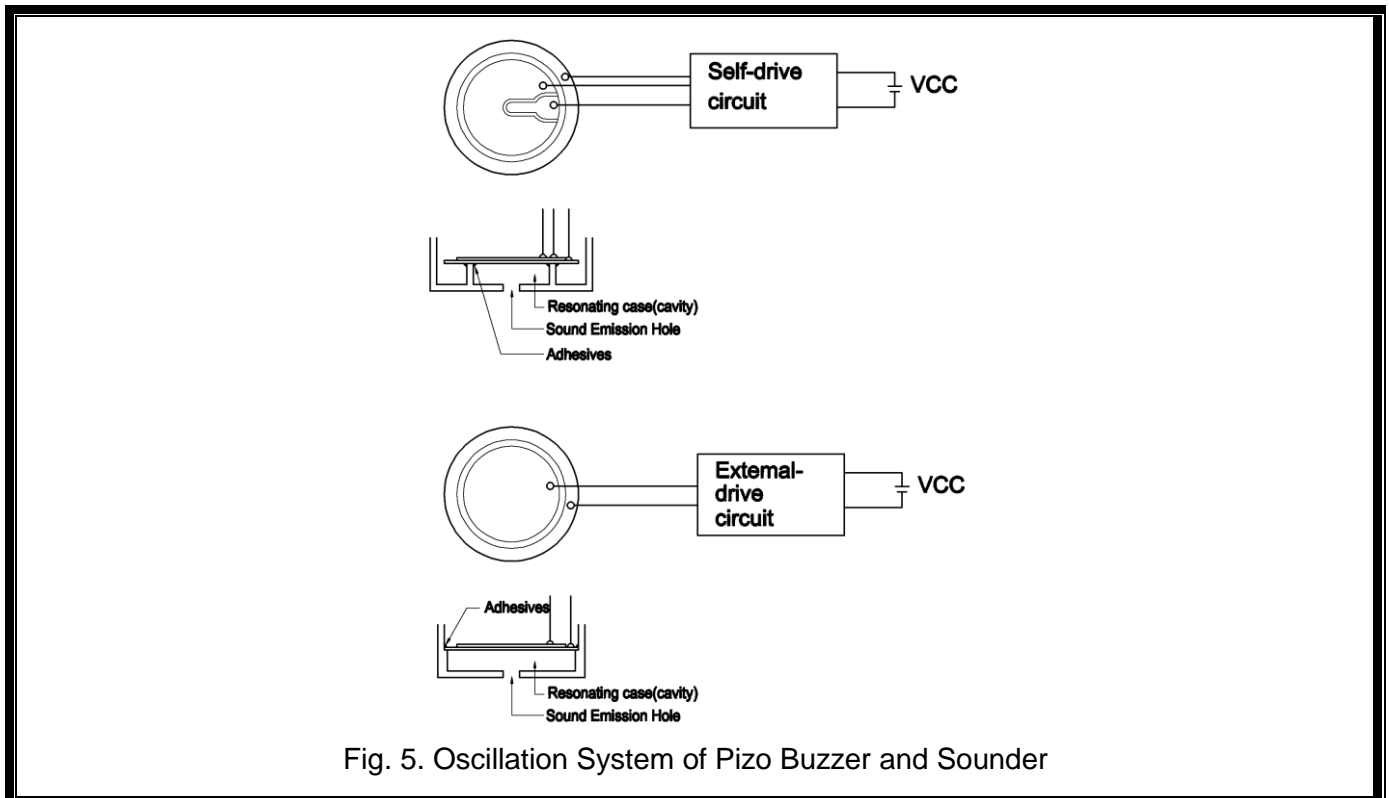 Self-drive
circuit
VCC
Resonating case(cavity)
Sound Emission Hole
Adhesives
External-
drive
circuit
VCC
Adhesives
Resonating case(cavity)
Sound Emission Hole
Fig. 5. Oscillation System of Pizo Buzzer and Sounder